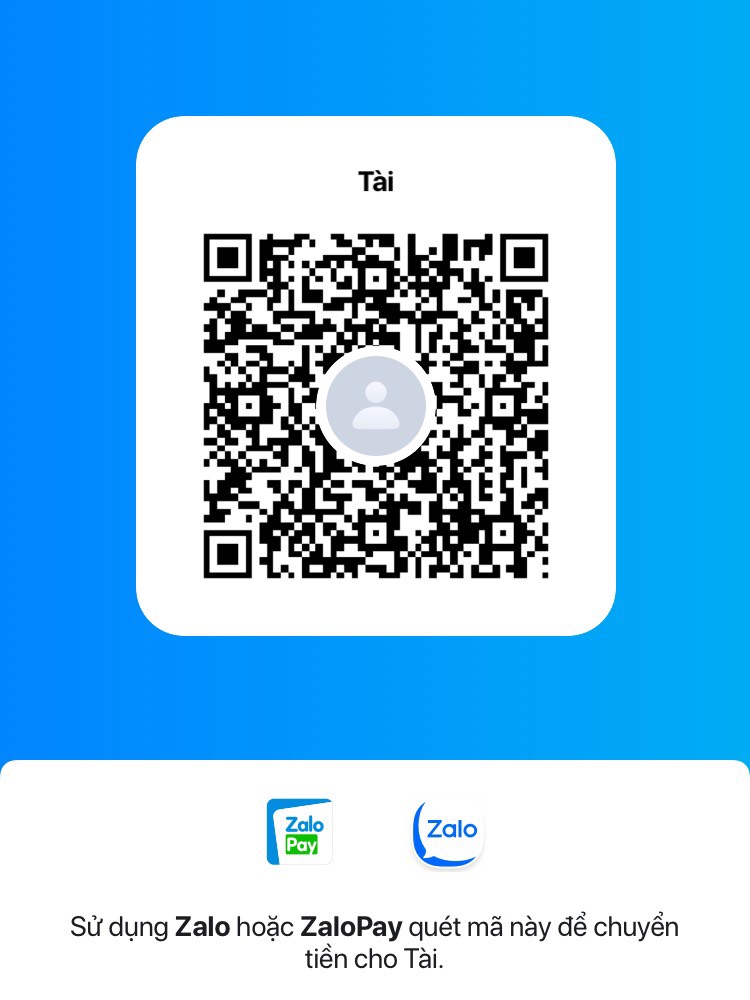 Tài
Zalo
Pay
Zalo
Sử dụng Zalo hoặc ZaloPay quét mã này để chuyển
tiền cho Tài.